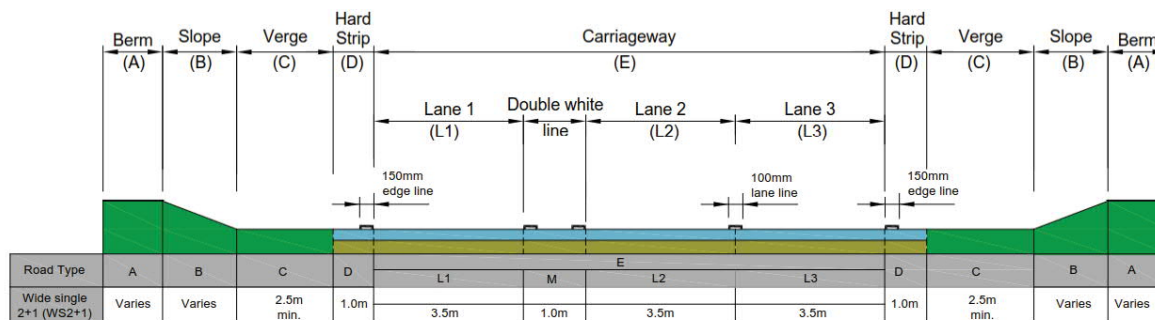 Berm
(A)
Slope
(B)
Verge
(C)
Hard
Strip
(D)
Carriageway
(E)
Hard
Strip
(D)
Verge
(C)
Slope
(B)
Berm
(A)
Lane 1
(L1)
Double white
line
Lane 2
(L2)
Lane 3
(L3)
150mm
edge line
100mm
lane line
150mm
edge line
Road Type A B C D E D C B A
L1 M L2 L3
Wide single
2+1 (WS2+1) Varies Varies 2.5m
min. 1.0m 3.5m 1.0m 3.5m 3.5m 1.0m 2.5m
min. Varies Varies